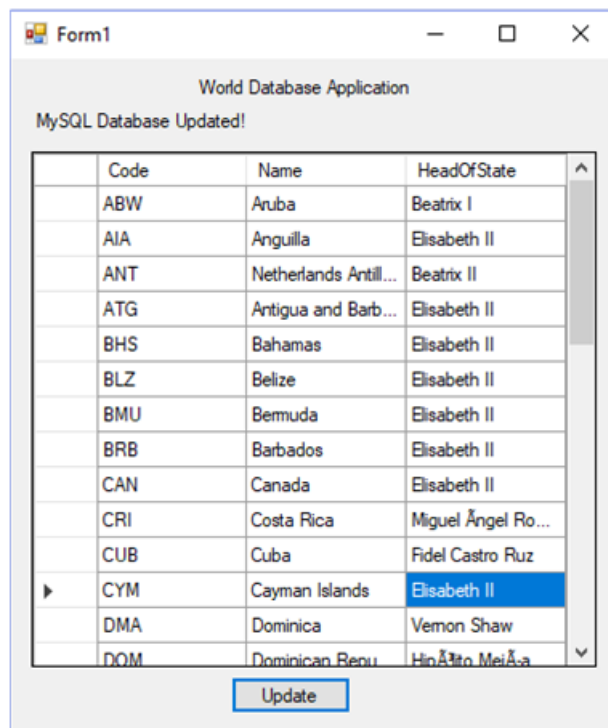 Form1
World Database Application
MySQL Database Updated!
Code Name HeadOfState
ABW Aruba Beatrix I
AIA Anguilla Elisabeth II
ANT Netherlands Antill... Beatrix II
ATG Antigua and Barb... Elisabeth II
BHS Bahamas Elisabeth II
BLZ Belize Elisabeth II
BMU Bermuda Elisabeth II
BRB Barbados Elisabeth II
CAN Canada Elisabeth II
CRI Costa Rica Miguel Ãngel Ro...
CUB Cuba Fidel Castro Ruz
CYM Cayman Islands Elisabeth II
DMA Dominica Vernon Shaw
DOM Dominican Repu HipÃ³lito MejÃ-a
Update